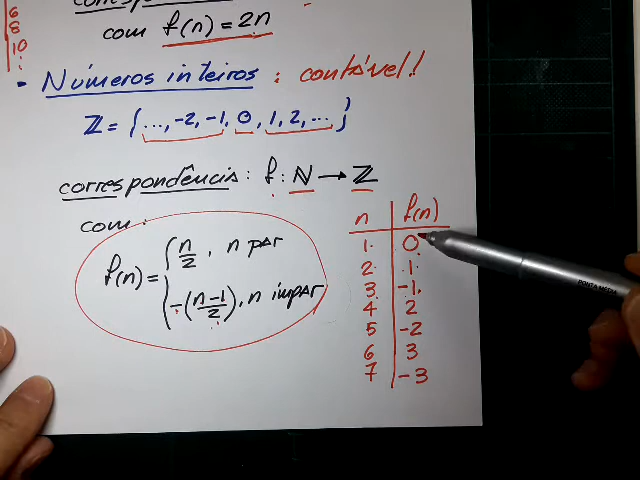 6
8
10
:
com f(n) = 2n
- Números inteiros : contável!
ℤ = {..., -2, -1, 0, 1, 2, ...}
correspondência : f : ℕ → ℤ
com :
f(n) = { n/2 , n par
-(n-1/2) , n impar
n | f(n)
1 | 0
2 | 1
3 | -1
4 | 2
5 | -2
6 | 3
7 | -3